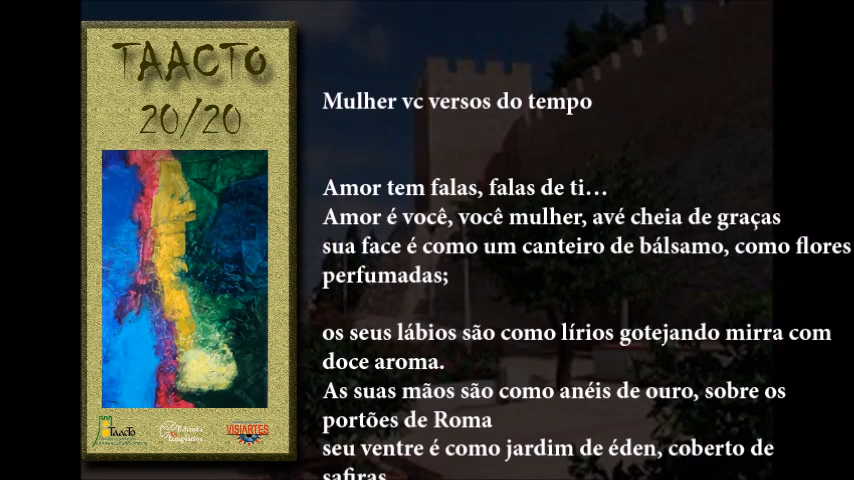 TAACTO
20/20
Taacto
Editora
Templários
VISIARTES
Mulher vc versos do tempo
Amor tem falas, falas de ti…
Amor é você, você mulher, avé cheia de graças
sua face é como um canteiro de bálsamo, como flores
perfumadas;
os seus lábios são como lírios gotejando mirra com
doce aroma.
As suas mãos são como anéis de ouro, sobre os
portões de Roma
seu ventre é como jardim de éden, coberto de
safiras